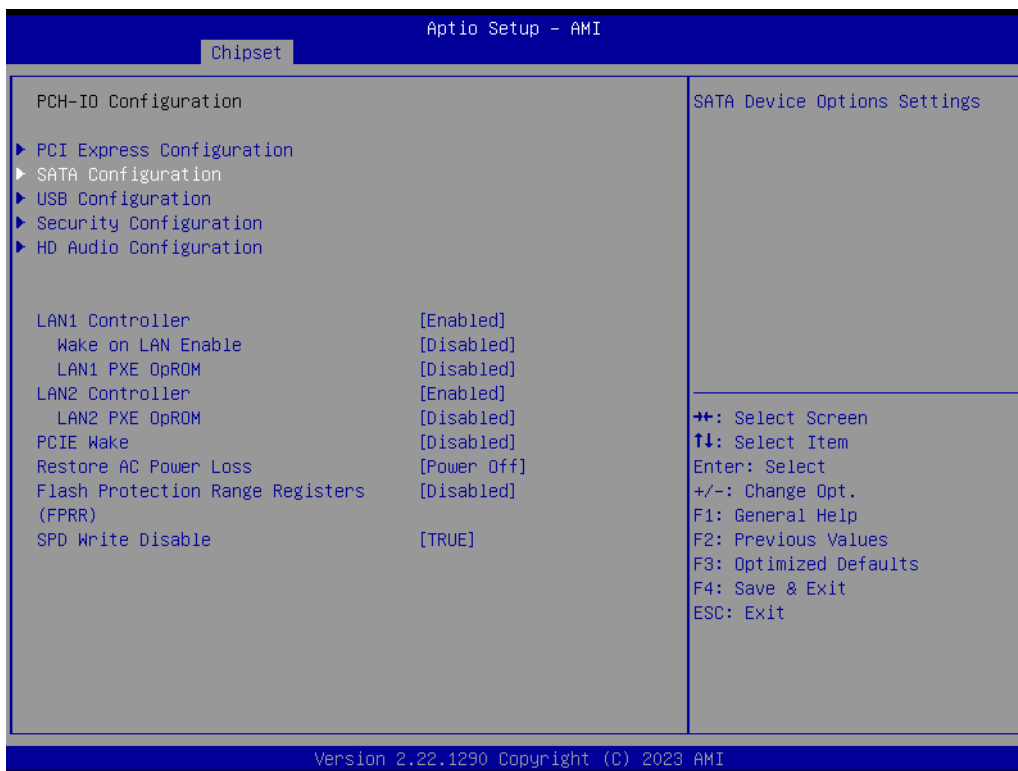 Aptio Setup – AMI
Chipset
PCH-IO Configuration
SATA Device Options Settings
▶ PCI Express Configuration
▶ SATA Configuration
▶ USB Configuration
▶ Security Configuration
▶ HD Audio Configuration
LAN1 Controller [Enabled]
Wake on LAN Enable [Disabled]
LAN1 PXE OpROM [Disabled]
LAN2 Controller [Enabled]
LAN2 PXE OpROM [Disabled]
PCIE Wake [Disabled]
Restore AC Power Loss [Power Off]
Flash Protection Range Registers [Disabled]
(FPRR)
SPD Write Disable [TRUE]
→←: Select Screen
↑↓: Select Item
Enter: Select
+/-: Change Opt.
F1: General Help
F2: Previous Values
F3: Optimized Defaults
F4: Save & Exit
ESC: Exit
Version 2.22.1290 Copyright (C) 2023 AMI